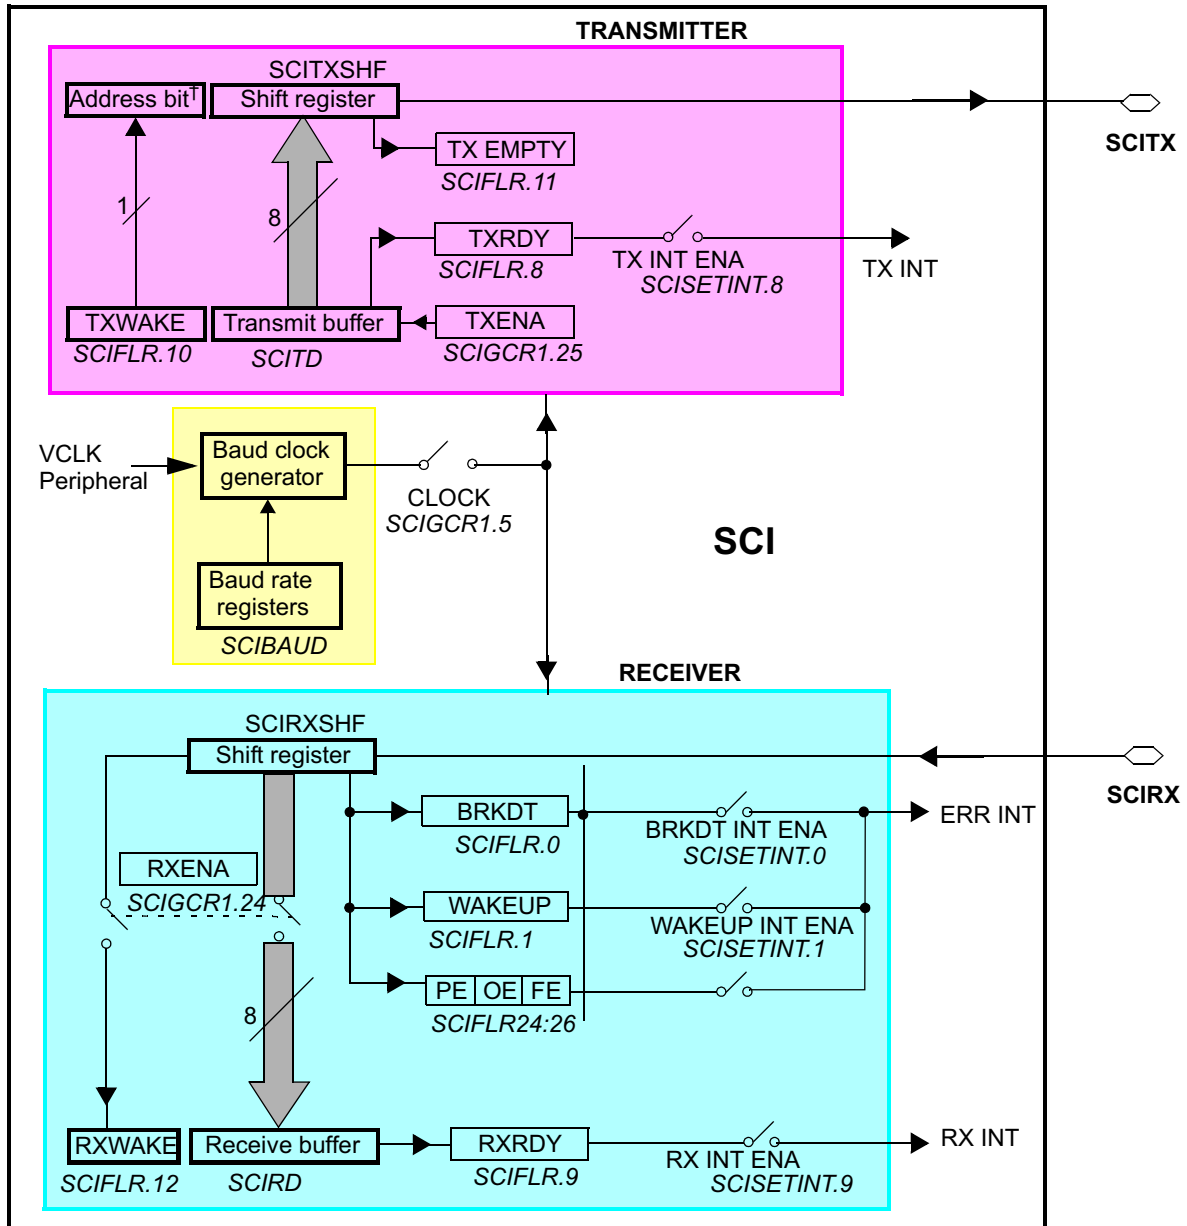 TRANSMITTER
SCITXSHF
Address bit†
Shift register
SCITX
TX EMPTY
SCIFLR.11
1
8
TXRDY
SCIFLR.8
TX INT ENA
SCISETINT.8
TX INT
TXWAKE
SCIFLR.10
Transmit buffer
SCITD
TXENA
SCIGCR1.25
VCLK
Peripheral
Baud clock
generator
CLOCK
SCIGCR1.5
SCI
Baud rate
registers
SCIBAUD
RECEIVER
SCIRXSHF
Shift register
SCIRX
BRKDT
SCIFLR.0
BRKDT INT ENA
SCISETINT.0
ERR INT
RXENA
SCIGCR1.24
WAKEUP
SCIFLR.1
WAKEUP INT ENA
SCISETINT.1
PE OE FE
SCIFLR24:26
8
RXWAKE
SCIFLR.12
Receive buffer
SCIRD
RXRDY
SCIFLR.9
RX INT ENA
SCISETINT.9
RX INT